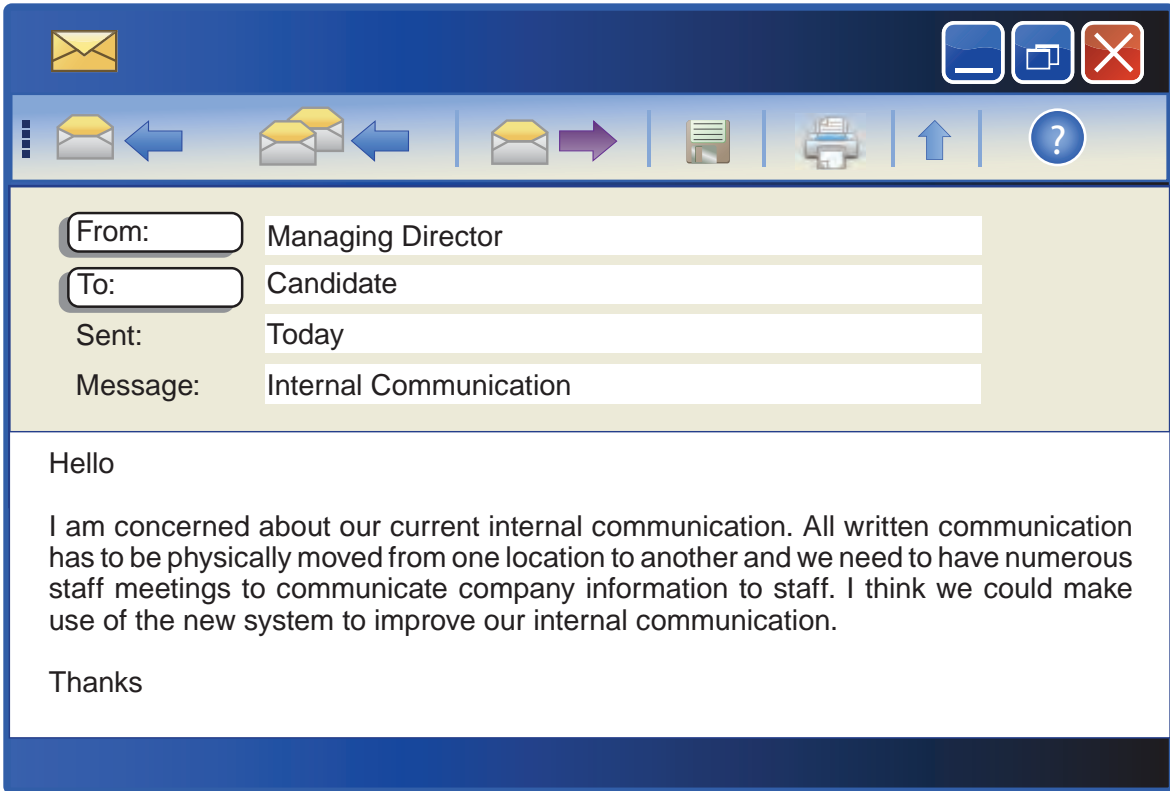 ?
From: Managing Director
To: Candidate
Sent: Today
Message: Internal Communication
Hello
I am concerned about our current internal communication. All written communication
has to be physically moved from one location to another and we need to have numerous
staff meetings to communicate company information to staff. I think we could make
use of the new system to improve our internal communication.
Thanks